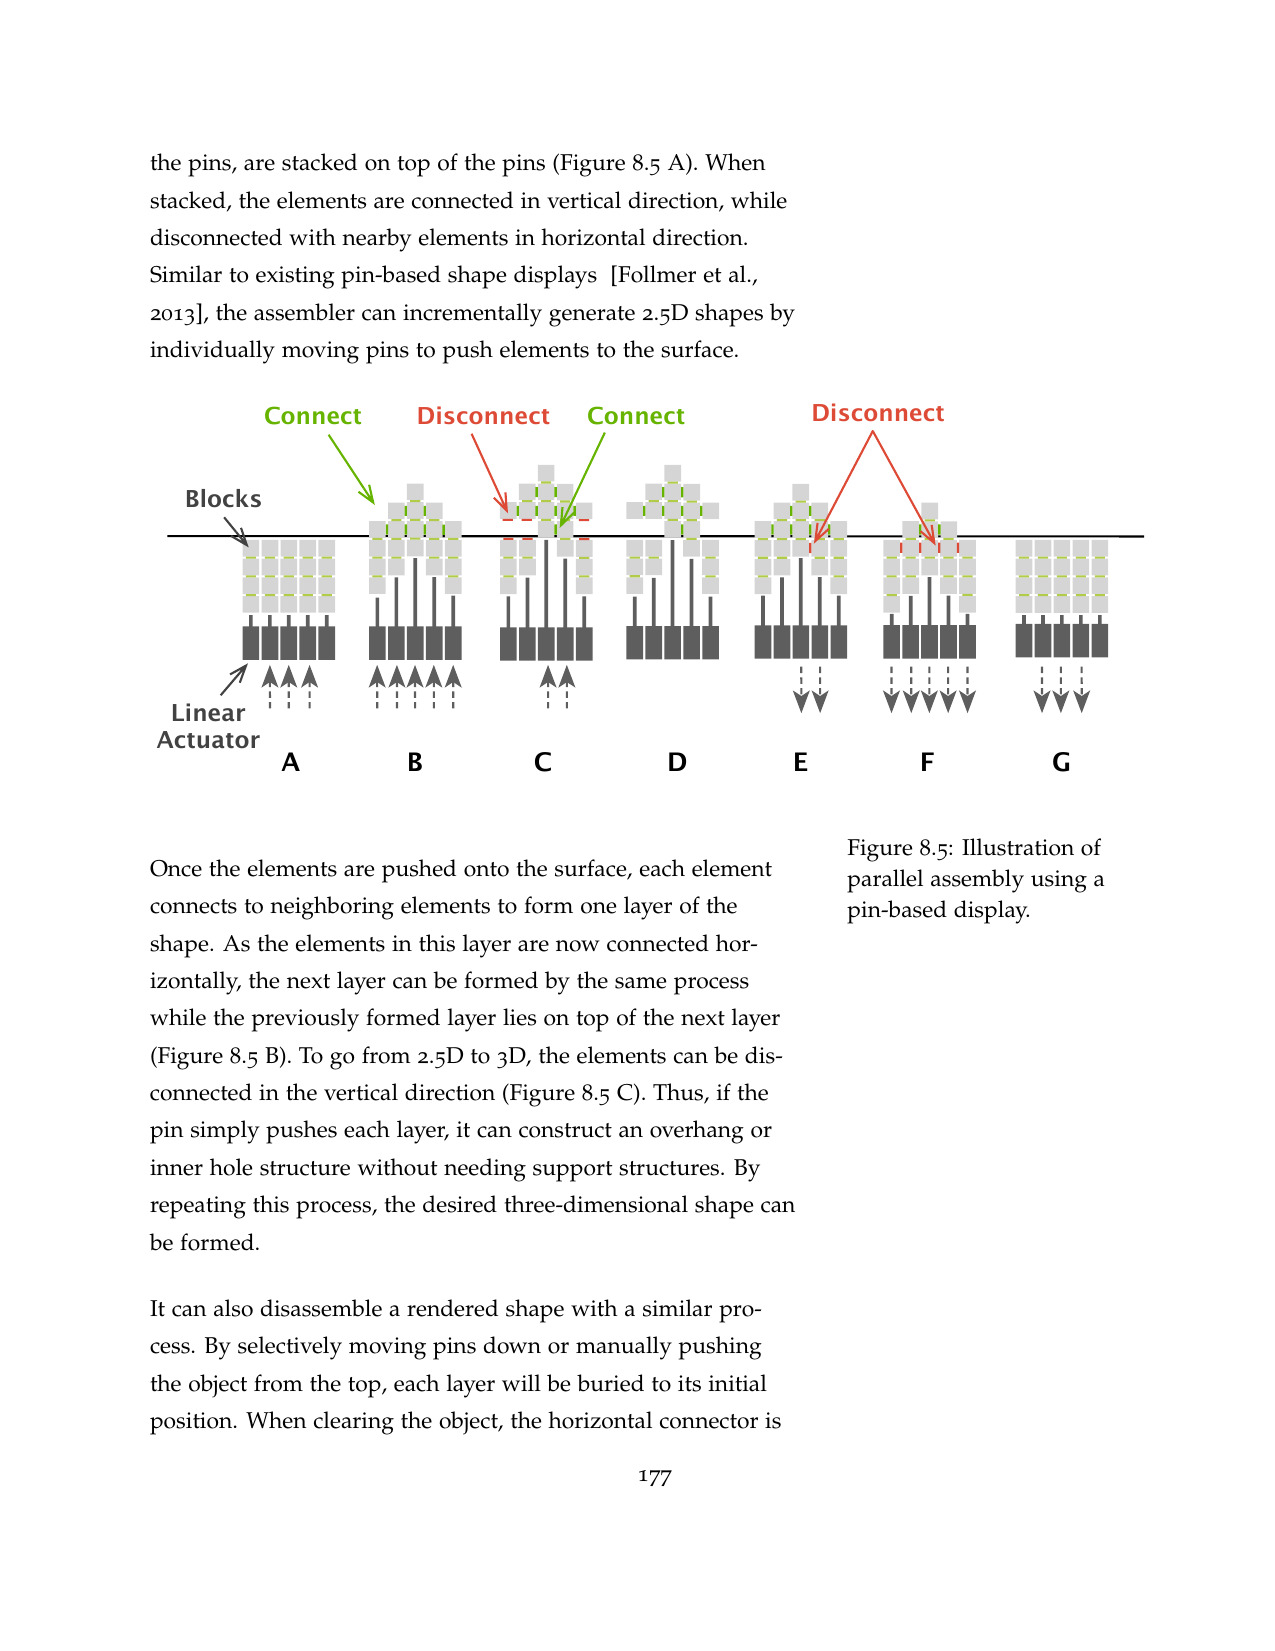 the pins, are stacked on top of the pins (Figure 8.5 A). When
stacked, the elements are connected in vertical direction, while
disconnected with nearby elements in horizontal direction.
Similar to existing pin-based shape displays [Follmer et al.,
2013], the assembler can incrementally generate 2.5D shapes by
individually moving pins to push elements to the surface.
Connect
Disconnect
Connect
Disconnect
Blocks
Linear
Actuator
A
B
C
D
E
F
G
Figure 8.5: Illustration of
parallel assembly using a
pin-based display.
Once the elements are pushed onto the surface, each element
connects to neighboring elements to form one layer of the
shape. As the elements in this layer are now connected hor-
izontally, the next layer can be formed by the same process
while the previously formed layer lies on top of the next layer
(Figure 8.5 B). To go from 2.5D to 3D, the elements can be dis-
connected in the vertical direction (Figure 8.5 C). Thus, if the
pin simply pushes each layer, it can construct an overhang or
inner hole structure without needing support structures. By
repeating this process, the desired three-dimensional shape can
be formed.
It can also disassemble a rendered shape with a similar pro-
cess. By selectively moving pins down or manually pushing
the object from the top, each layer will be buried to its initial
position. When clearing the object, the horizontal connector is
177